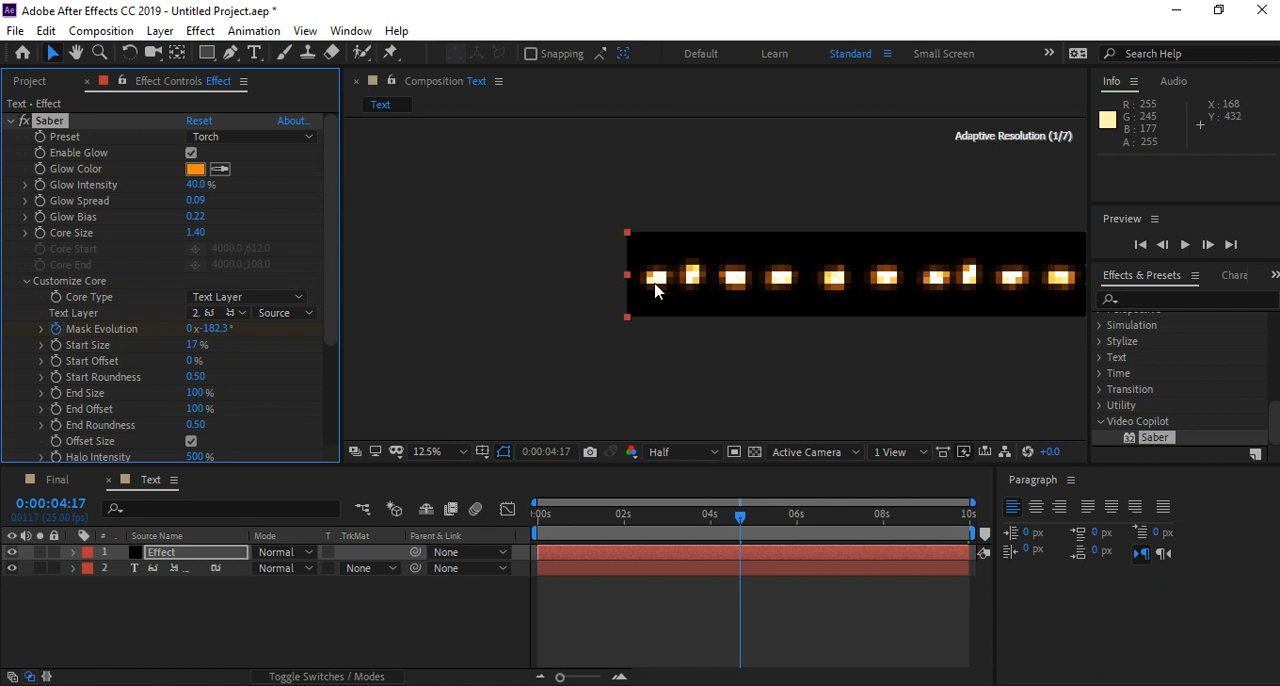 Ae Adobe After Effects CC 2019 - Untitled Project.aep *
File Edit Composition Layer Effect Animation View Window Help
Snapping Default Learn Standard Small Screen Search Help
Project Effect Controls Effect Composition Text Info Audio
Text • Effect
Text
fx Saber Reset About...
Preset Torch
Enable Glow
Glow Color
Glow Intensity 40.0 %
Glow Spread 0.09
Glow Bias 0.22
Core Size 1.40
Core Start 4000.0,612.0
Core End 4000.0,108.0
Customize Core
Core Type Text Layer
Text Layer 2. Source
Mask Evolution 0 x-182.3 °
Start Size 17 %
Start Offset 0 %
Start Roundness 0.50
End Size 100 %
End Offset 100 %
End Roundness 0.50
Offset Size
Halo Intensity 500 %
Adaptive Resolution (1/7)
R: 255 X: 168
G: 245 Y: 432
B: 177
A: 255
Preview
Effects & Presets Chara
Simulation
Stylize
Text
Time
Transition
Utility
Video Copilot
32 Saber
12.5% 0:00:04:17 Half Active Camera 1 View +0.0
Final Text
0:00:04:17
00117 (25.00 fps)
:00s 02s 04s 06s 08s 10s
# Source Name Mode T .TrkMat Parent & Link
1 Effect Normal None
2 T Normal None None
Toggle Switches / Modes
Paragraph
0 px 0 px 0 px
0 px 0 px